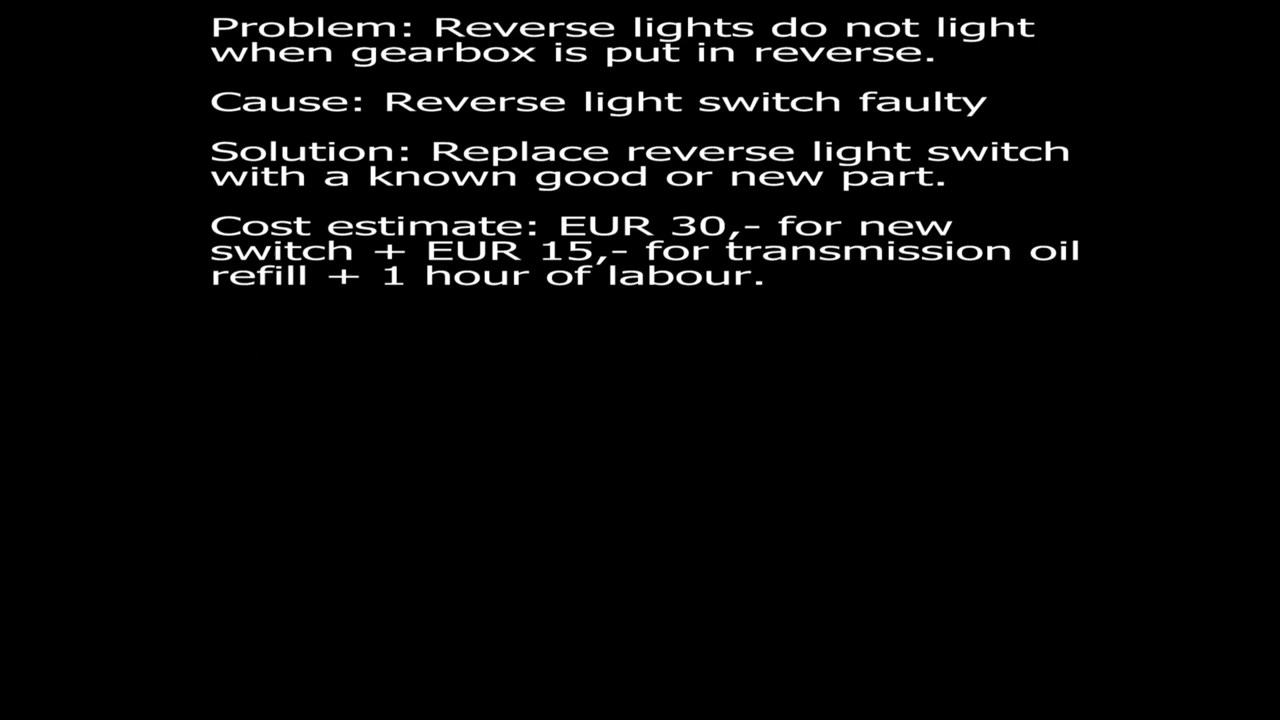 Problem: Reverse lights do not light
when gearbox is put in reverse.
Cause: Reverse light switch faulty
Solution: Replace reverse light switch
with a known good or new part.
Cost estimate: EUR 30,- for new
switch + EUR 15,- for transmission oil
refill + 1 hour of labour.